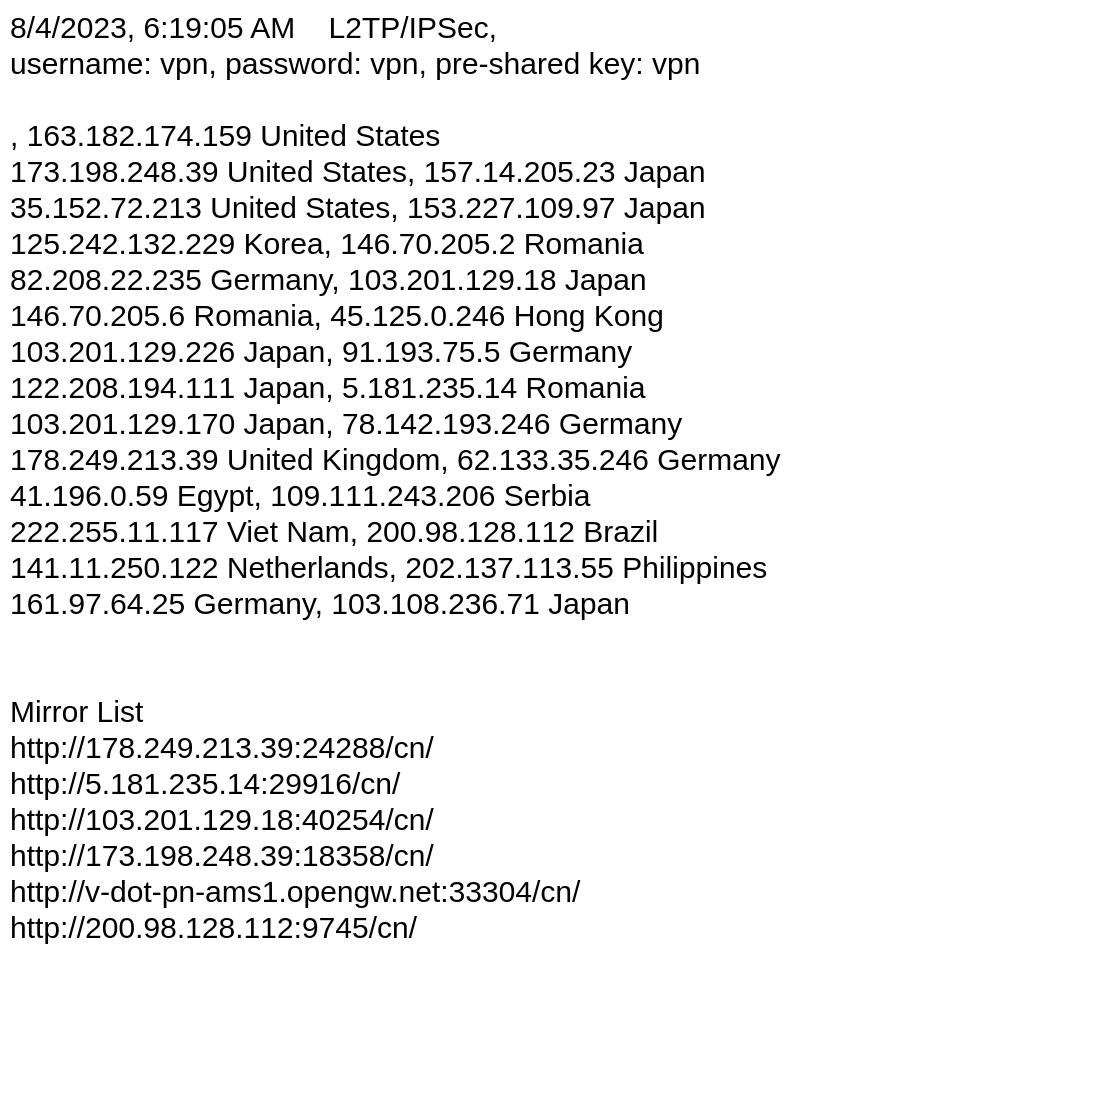 8/4/2023, 6:19:05 AM    L2TP/IPSec,
username: vpn, password: vpn, pre-shared key: vpn
, 163.182.174.159 United States
173.198.248.39 United States, 157.14.205.23 Japan
35.152.72.213 United States, 153.227.109.97 Japan
125.242.132.229 Korea, 146.70.205.2 Romania
82.208.22.235 Germany, 103.201.129.18 Japan
146.70.205.6 Romania, 45.125.0.246 Hong Kong
103.201.129.226 Japan, 91.193.75.5 Germany
122.208.194.111 Japan, 5.181.235.14 Romania
103.201.129.170 Japan, 78.142.193.246 Germany
178.249.213.39 United Kingdom, 62.133.35.246 Germany
41.196.0.59 Egypt, 109.111.243.206 Serbia
222.255.11.117 Viet Nam, 200.98.128.112 Brazil
141.11.250.122 Netherlands, 202.137.113.55 Philippines
161.97.64.25 Germany, 103.108.236.71 Japan
Mirror List
http://178.249.213.39:24288/cn/
http://5.181.235.14:29916/cn/
http://103.201.129.18:40254/cn/
http://173.198.248.39:18358/cn/
http://v-dot-pn-ams1.opengw.net:33304/cn/
http://200.98.128.112:9745/cn/